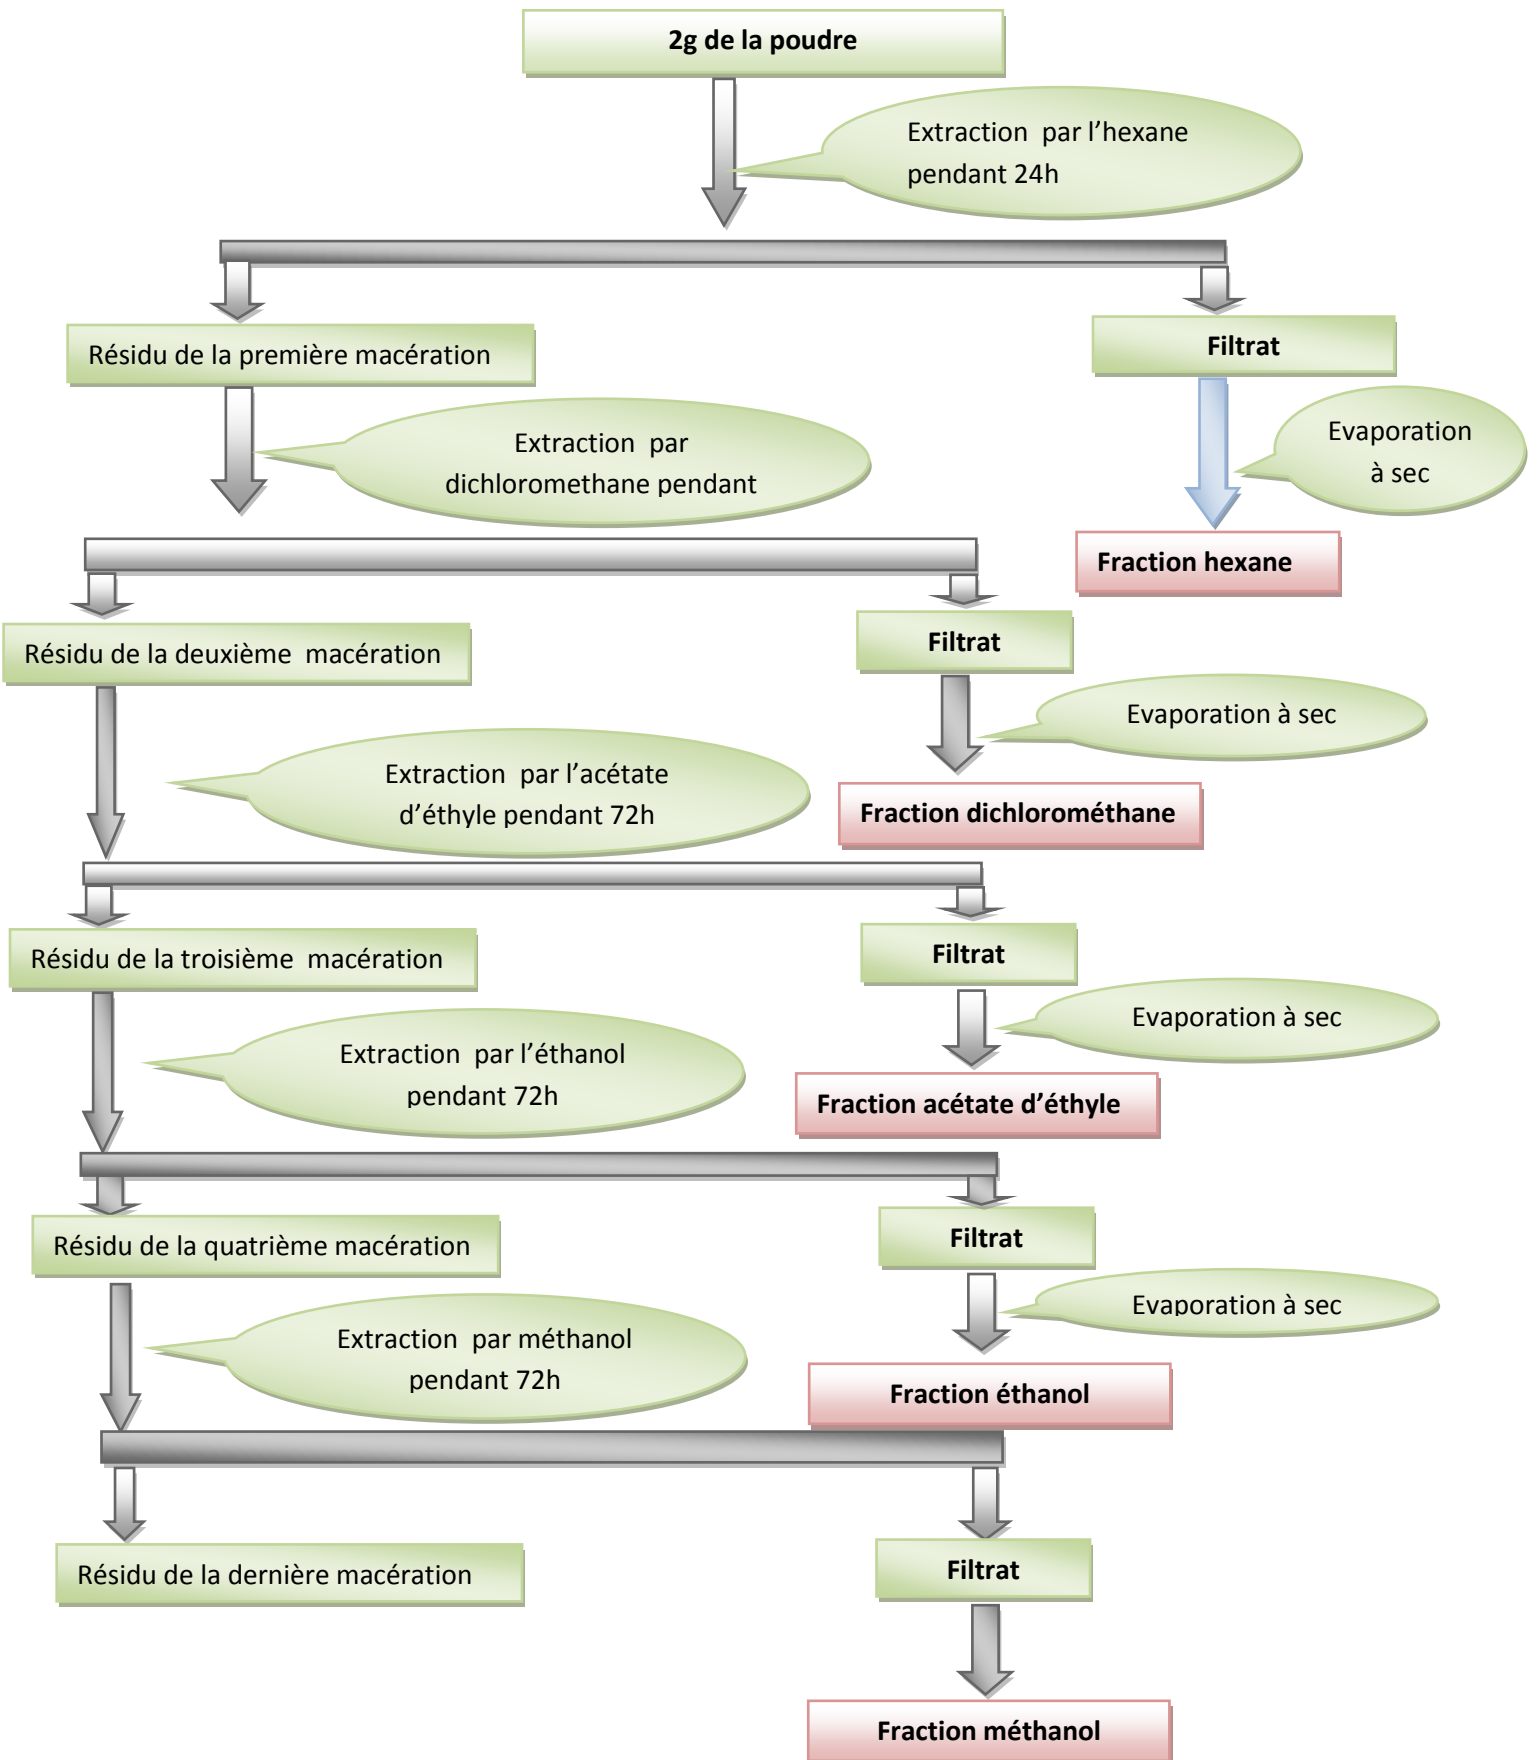 2g de la poudre
Extraction par l’hexane
pendant 24h
Résidu de la première macération
Filtrat
Extraction par
dichloromethane pendant
Evaporation
à sec
Fraction hexane
Résidu de la deuxième macération
Filtrat
Evaporation à sec
Extraction par l’acétate
d’éthyle pendant 72h
Fraction dichlorométhane
Résidu de la troisième macération
Filtrat
Evaporation à sec
Extraction par l’éthanol
pendant 72h
Fraction acétate d’éthyle
Résidu de la quatrième macération
Filtrat
Evaporation à sec
Extraction par méthanol
pendant 72h
Fraction éthanol
Résidu de la dernière macération
Filtrat
Fraction méthanol